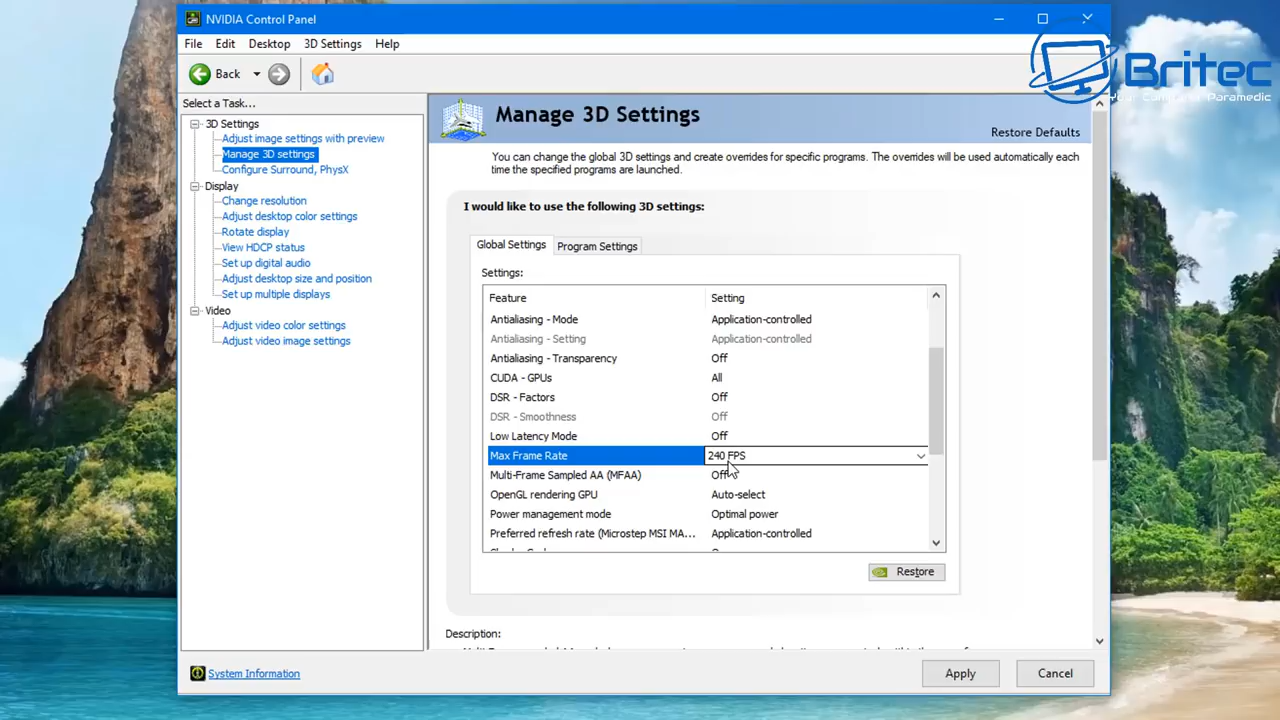 NVIDIA Control Panel
File Edit Desktop 3D Settings Help
Britec
Your Computer Paramedic
Back
Select a Task...
3D Settings
Adjust image settings with preview
Manage 3D settings
Configure Surround, PhysX
Display
Change resolution
Adjust desktop color settings
Rotate display
View HDCP status
Set up digital audio
Adjust desktop size and position
Set up multiple displays
Video
Adjust video color settings
Adjust video image settings
System Information
Manage 3D Settings
Restore Defaults
You can change the global 3D settings and create overrides for specific programs. The overrides will be used automatically each
time the specified programs are launched.
I would like to use the following 3D settings:
Global Settings Program Settings
Settings:
Feature Setting
Antialiasing - Mode Application-controlled
Antialiasing - Setting Application-controlled
Antialiasing - Transparency Off
CUDA - GPUs All
DSR - Factors Off
DSR - Smoothness Off
Low Latency Mode Off
Max Frame Rate 240 FPS
Multi-Frame Sampled AA (MFAA) Off
OpenGL rendering GPU Auto-select
Power management mode Optimal power
Preferred refresh rate (Microstep MSI MA... Application-controlled
Restore
Description:
Apply Cancel